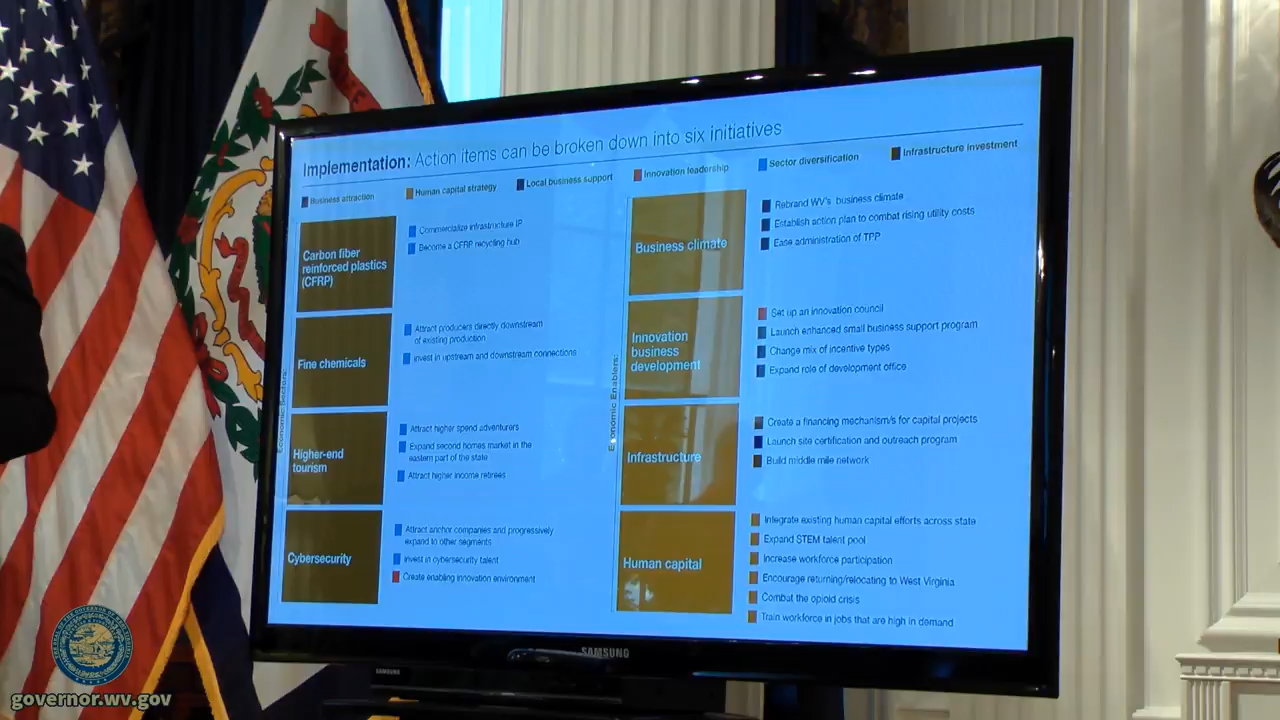 Implementation: Action items can be broken down into six initiatives
Business attraction
Human capital strategy
Local business support
Innovation leadership
Sector diversification
Infrastructure investment
Economic Sectors:
Carbon fiber
reinforced plastics
(CFRP)
Commercialize infrastructure IP
Become a CFRP recycling hub
Fine chemicals
Attract producers directly downstream
of existing production
Invest in upstream and downstream connections
Higher-end
tourism
Attract higher spend adventurers
Expand second homes market in the
eastern part of the state
Attract higher income retirees
Cybersecurity
Attract anchor companies and progressively
expand to other segments
Invest in cybersecurity talent
Create enabling innovation environment
Economic Enablers:
Business climate
Rebrand WV's business climate
Establish action plan to combat rising utility costs
Ease administration of TPP
Innovation
business
development
Set up an innovation council
Launch enhanced small business support program
Change mix of incentive types
Expand role of development office
Infrastructure
Create a financing mechanism/s for capital projects
Launch site certification and outreach program
Build middle mile network
Human capital
Integrate existing human capital efforts across state
Expand STEM talent pool
Increase workforce participation
Encourage returning/relocating to West Virginia
Combat the opioid crisis
Train workforce in jobs that are high in demand
SAMSUNG
SAMSUNG
governor.wv.gov